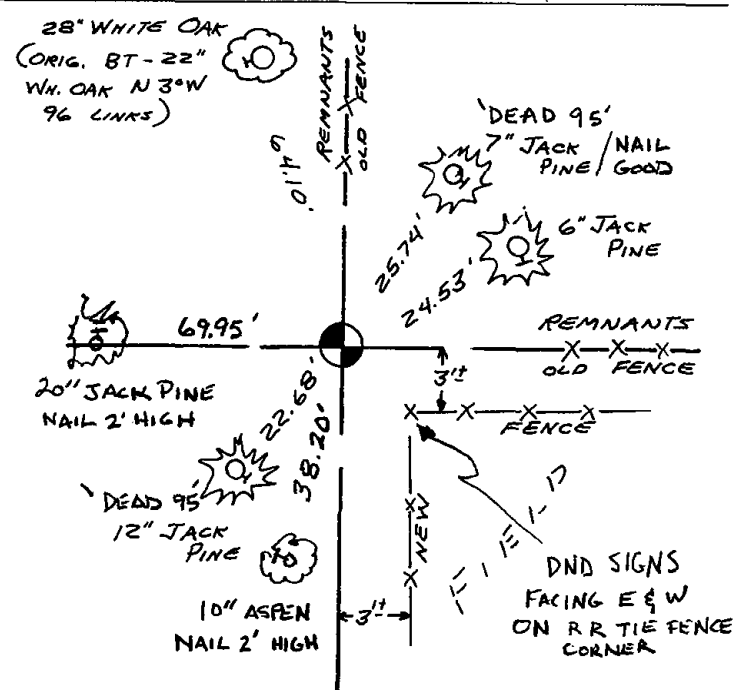 28" WHITE OAK
(ORIG. BT - 22"
WH. OAK N 3°W
96 LINKS)
REMNANTS
OLD FENCE
64.10'
'DEAD 95'
7" JACK
PINE / NAIL
GOOD
25.74'
6" JACK
PINE
24.53'
69.95'
REMNANTS
OLD FENCE
20" JACK PINE
NAIL 2' HIGH
3'±
FENCE
22.68'
38.20'
'DEAD 95'
12" JACK
PINE
NEW
FIELD
10" ASPEN
NAIL 2' HIGH
3'±
DND SIGNS
FACING E & W
ON RR TIE FENCE
CORNER